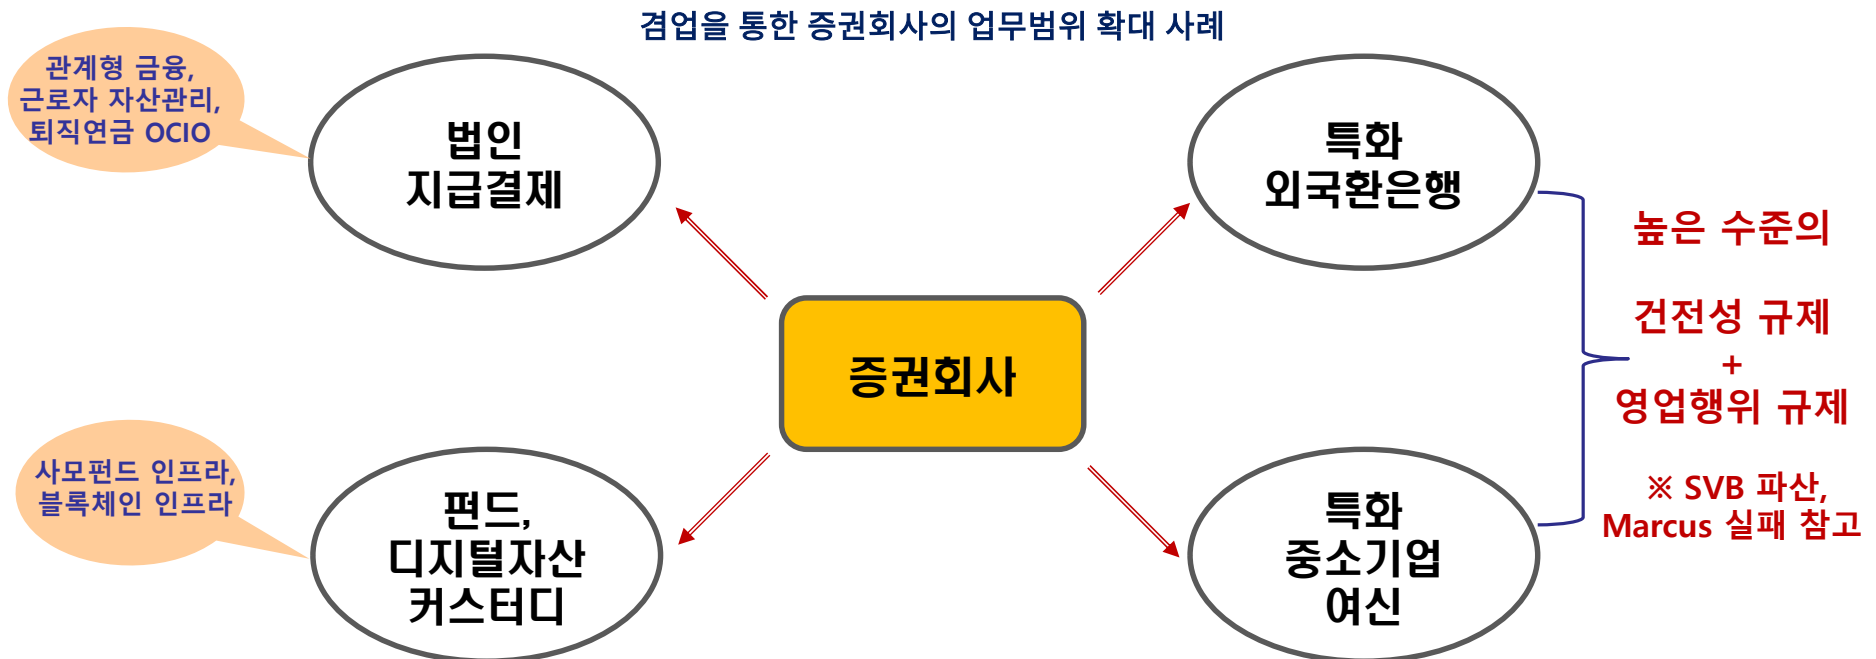 겸업을 통한 증권회사의 업무범위 확대 사례
관계형 금융,
근로자 자산관리,
퇴직연금 OCIO
법인
지급결제
특화
외국환은행
높은 수준의
건전성 규제
+
영업행위 규제
※ SVB 파산,
Marcus 실패 참고
증권회사
사모펀드 인프라,
블록체인 인프라
펀드,
디지털자산
커스터디
특화
중소기업
여신